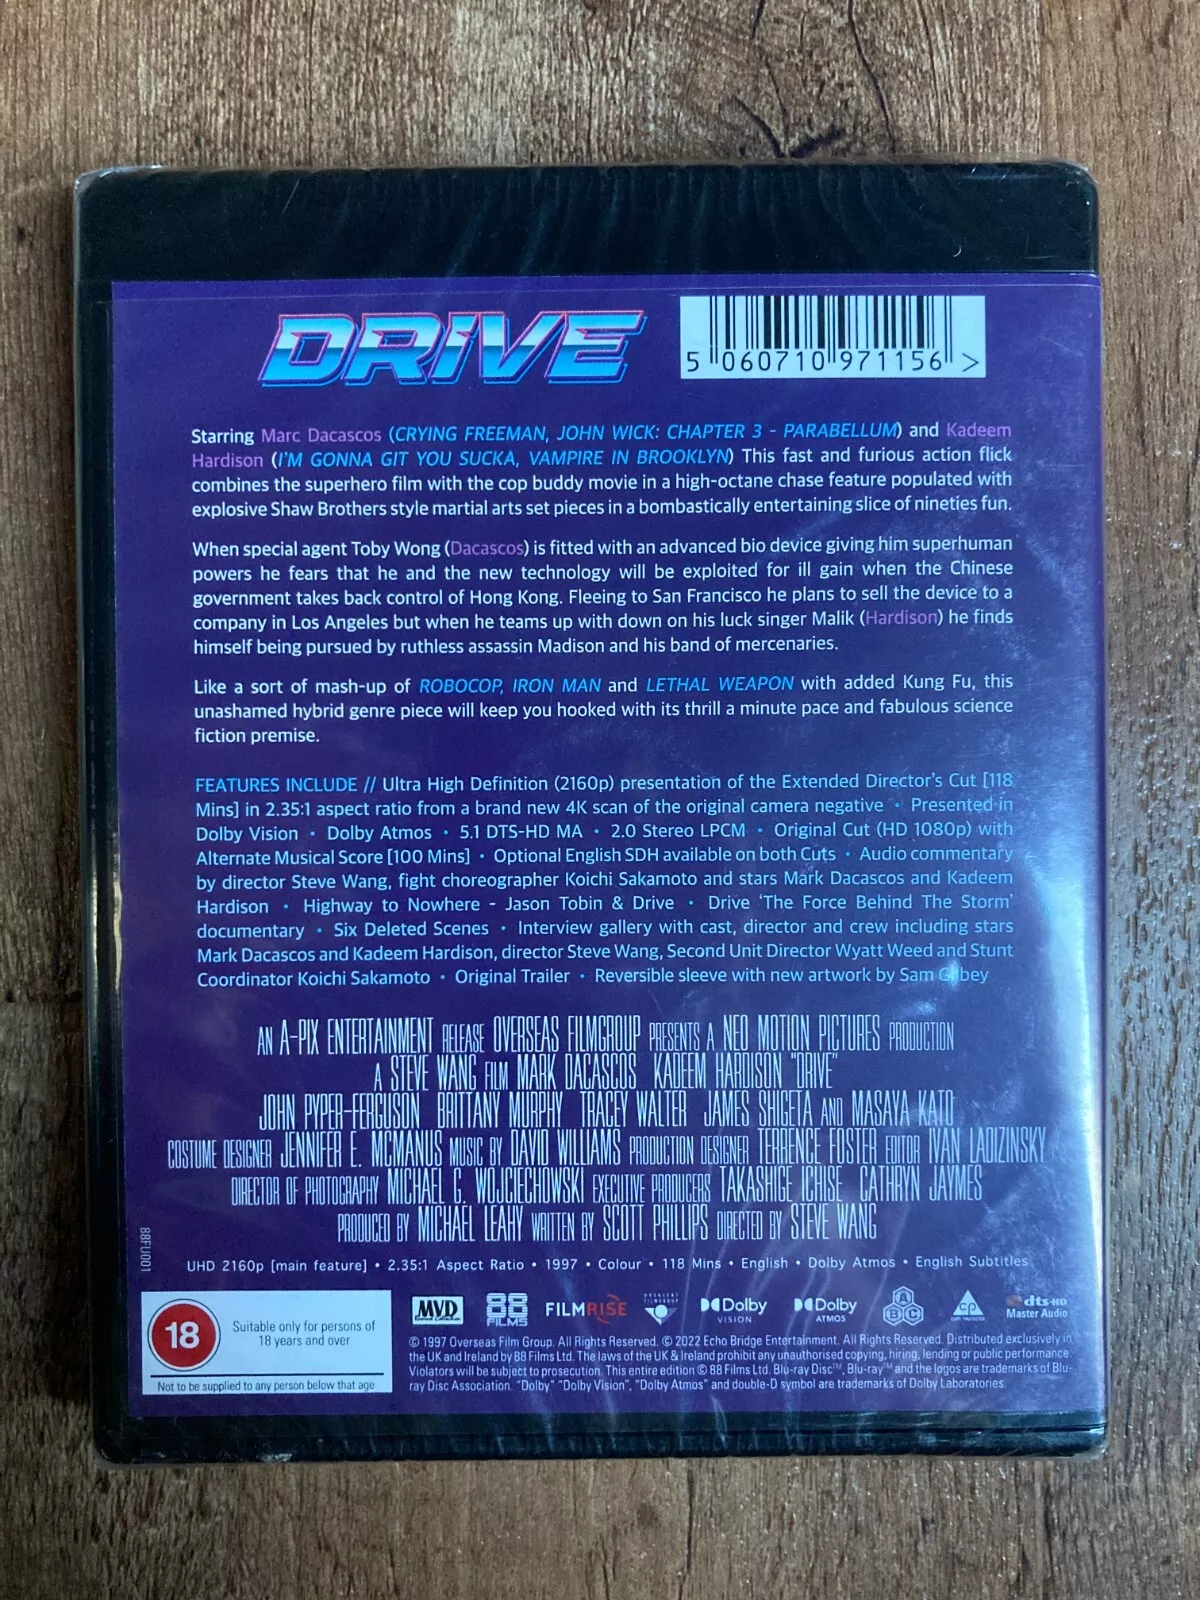 DRIVE
5 060710 971156 >
Starring Marc Dacascos (CRYING FREEMAN, JOHN WICK: CHAPTER 3 - PARABELLUM) and Kadeem
Hardison (I'M GONNA GIT YOU SUCKA, VAMPIRE IN BROOKLYN) This fast and furious action flick
combines the superhero film with the cop buddy movie in a high-octane chase feature populated with
explosive Shaw Brothers style martial arts set pieces in a bombastically entertaining slice of nineties fun.
When special agent Toby Wong (Dacascos) is fitted with an advanced bio device giving him superhuman
powers he fears that he and the new technology will be exploited for ill gain when the Chinese
government takes back control of Hong Kong. Fleeing to San Francisco he plans to sell the device to a
company in Los Angeles but when he teams up with down on his luck singer Malik (Hardison) he finds
himself being pursued by ruthless assassin Madison and his band of mercenaries.
Like a sort of mash-up of ROBOCOP, IRON MAN and LETHAL WEAPON with added Kung Fu, this
unashamed hybrid genre piece will keep you hooked with its thrill a minute pace and fabulous science
fiction premise.
FEATURES INCLUDE // Ultra High Definition (2160p) presentation of the Extended Director's Cut [118
Mins] in 2.35:1 aspect ratio from a brand new 4K scan of the original camera negative • Presented in
Dolby Vision • Dolby Atmos • 5.1 DTS-HD MA • 2.0 Stereo LPCM • Original Cut (HD 1080p) with
Alternate Musical Score [100 Mins] • Optional English SDH available on both Cuts • Audio commentary
by director Steve Wang, fight choreographer Koichi Sakamoto and stars Mark Dacascos and Kadeem
Hardison • Highway to Nowhere - Jason Tobin & Drive • Drive 'The Force Behind The Storm'
documentary • Six Deleted Scenes • Interview gallery with cast, director and crew including stars
Mark Dacascos and Kadeem Hardison, director Steve Wang, Second Unit Director Wyatt Weed and Stunt
Coordinator Koichi Sakamoto • Original Trailer • Reversible sleeve with new artwork by Sam
AN A-PIX ENTERTAINMENT RELEASE OVERSEAS FILMGROUP PRESENTS A NEO MOTION PICTURES PRODUCTION
A STEVE WANG FILM MARK DACASCOS KADEEM HARDISON "DRIVE"
JOHN PYPER-FERGUSON BRITTANY MURPHY TRACEY WALTER JAMES SHIGETA AND MASAYA KATO
COSTUME DESIGNER JENNIFER E. MCMANUS MUSIC BY DAVID WILLIAMS PRODUCTION DESIGNER TERRENCE FOSTER EDITOR IVAN LADIZINSKY
DIRECTOR OF PHOTOGRAPHY MICHAEL G. WOJCIECHOWSKI EXECUTIVE PRODUCERS TAKASHIGE ICHISE CATHRYN JAYMES
PRODUCED BY MICHAEL LEAHY WRITTEN BY SCOTT PHILLIPS DIRECTED BY STEVE WANG
88FU001
UHD 2160p [main feature] • 2.35:1 Aspect Ratio • 1997 • Colour • 118 Mins • English • Dolby Atmos • English Subtitles
18
Suitable only for persons of
18 years and over
Not to be supplied to any person below that age
MVD
88 FILMS
FILMRISE
Dolby VISION
Dolby ATMOS
ABC
cp
dts-HD
Master Audio
© 1997 Overseas Film Group. All Rights Reserved. © 2022 Echo Bridge Entertainment. All Rights Reserved. Distributed exclusively in
the UK and Ireland by 88 Films Ltd. The laws of the UK & Ireland prohibit any unauthorised copying, hiring, lending or public performance.
Violators will be subject to prosecution. This entire edition © 88 Films Ltd. Blu-ray Disc™, Blu-ray™ and the logos are trademarks of Blu-
ray Disc Association. "Dolby" "Dolby Vision", "Dolby Atmos" and double-D symbol are trademarks of Dolby Laboratories.